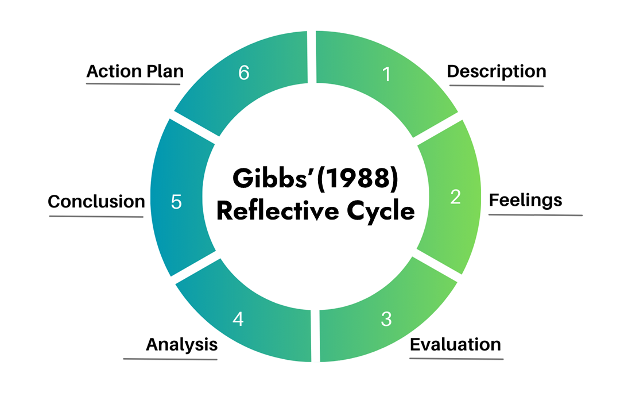 Gibbs’(1988)
Reflective Cycle
1
Description
2
Feelings
3
Evaluation
4
Analysis
5
Conclusion
6
Action Plan